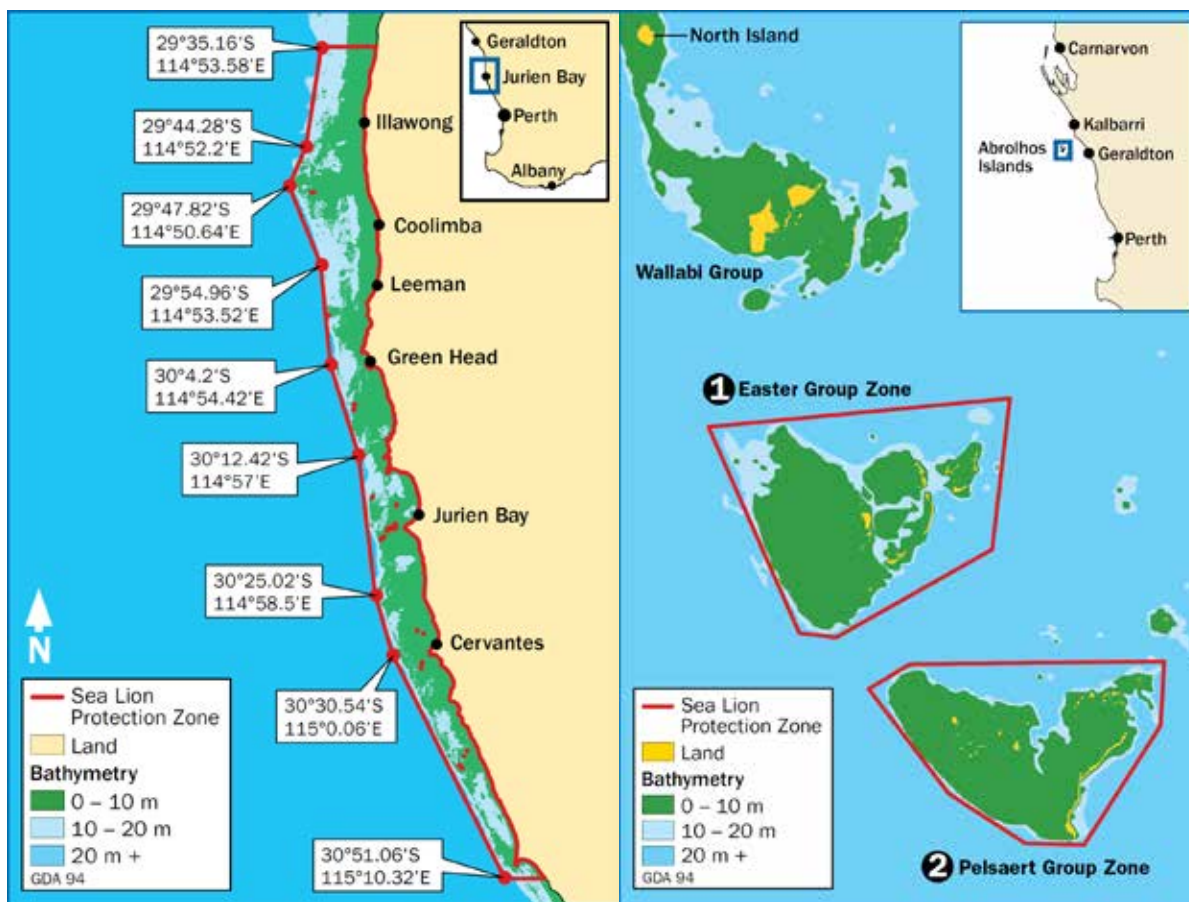 29°35.16'S
114°53.58'E
29°44.28'S
114°52.2'E
29°47.82'S
114°50.64'E
29°54.96'S
114°53.52'E
30°4.2'S
114°54.42'E
30°12.42'S
114°57'E
30°25.02'S
114°58.5'E
30°30.54'S
115°0.06'E
30°51.06'S
115°10.32'E
Illawong
Coolimba
Leeman
Green Head
Jurien Bay
Cervantes
Geraldton
Jurien Bay
Perth
Albany
N
Sea Lion
Protection Zone
Land
Bathymetry
0 – 10 m
10 – 20 m
20 m +
GDA 94
North Island
Wallabi Group
1 Easter Group Zone
2 Pelsaert Group Zone
Carnarvon
Kalbarri
Abrolhos
Islands
Geraldton
Perth
Sea Lion
Protection Zone
Land
Bathymetry
0 – 10 m
10 – 20 m
20 m +
GDA 94